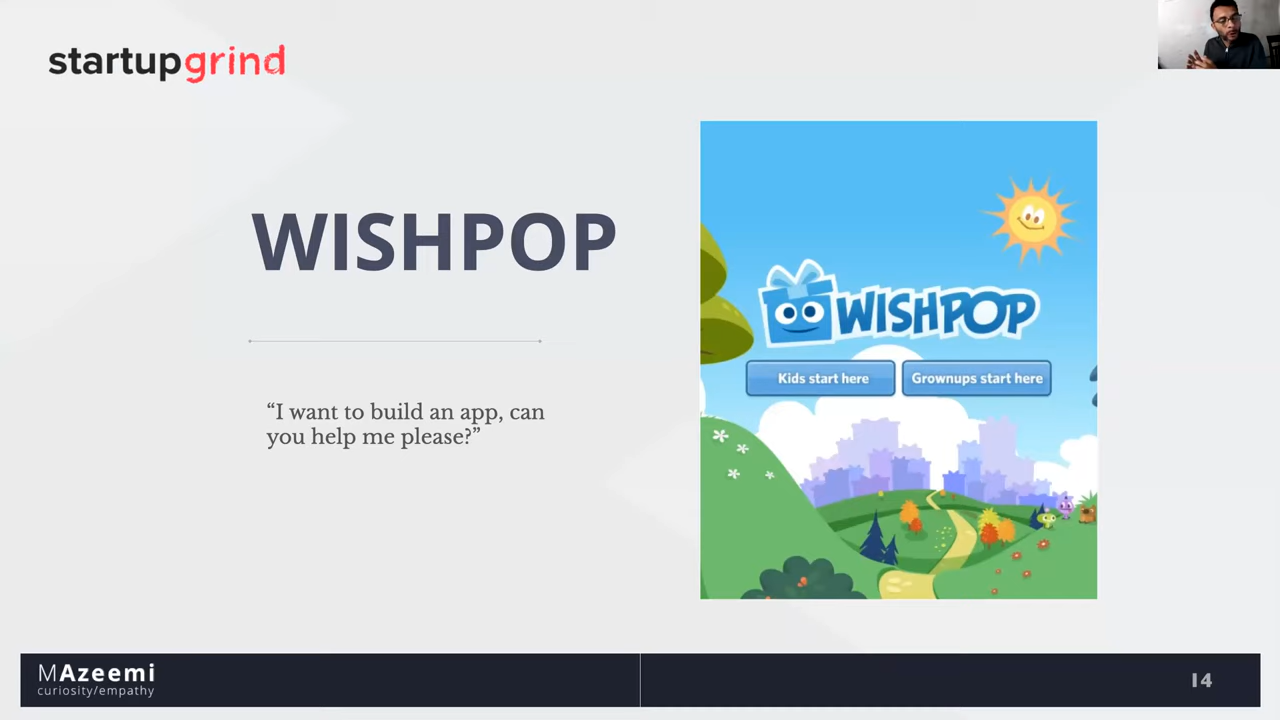 startupgrind
WISHPOP
“I want to build an app, can
you help me please?”
WISHPOP
Kids start here
Grownups start here
MAzeemi
curiosity/empathy
14